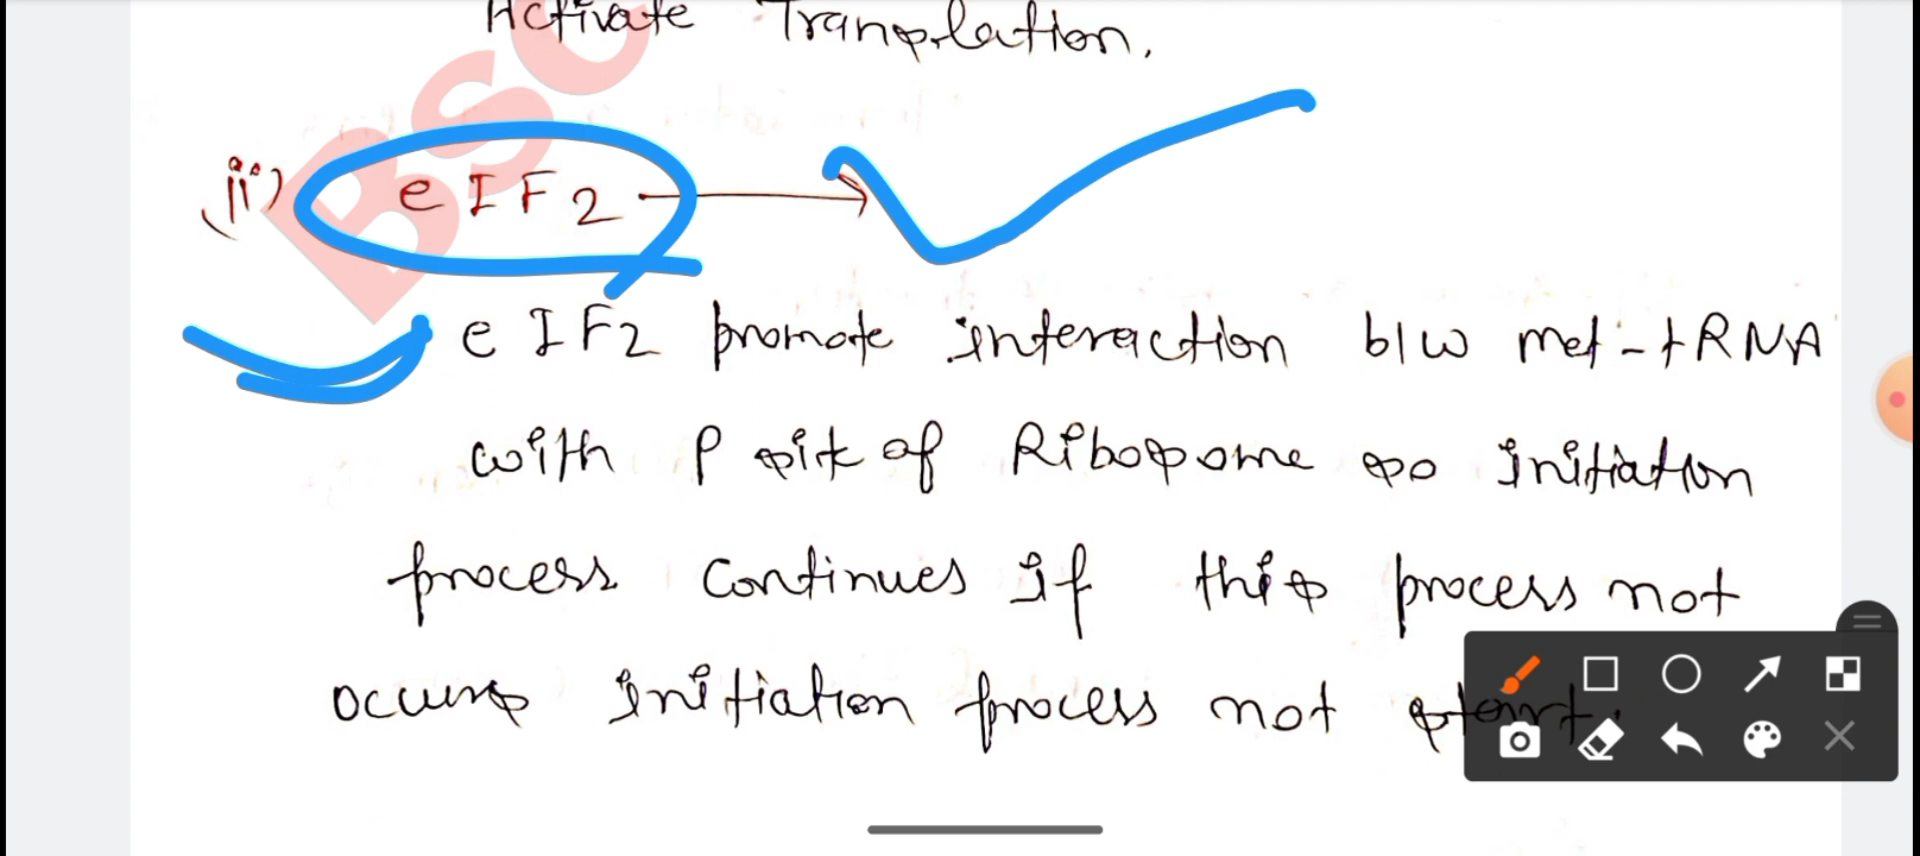 Activate Translation.
Bsc
(ii) eIF2 →
eIF2 promote interaction b/w met-tRNA
with P site of Ribosome so initiation
process continues if this process not
occurs initiation process not start.